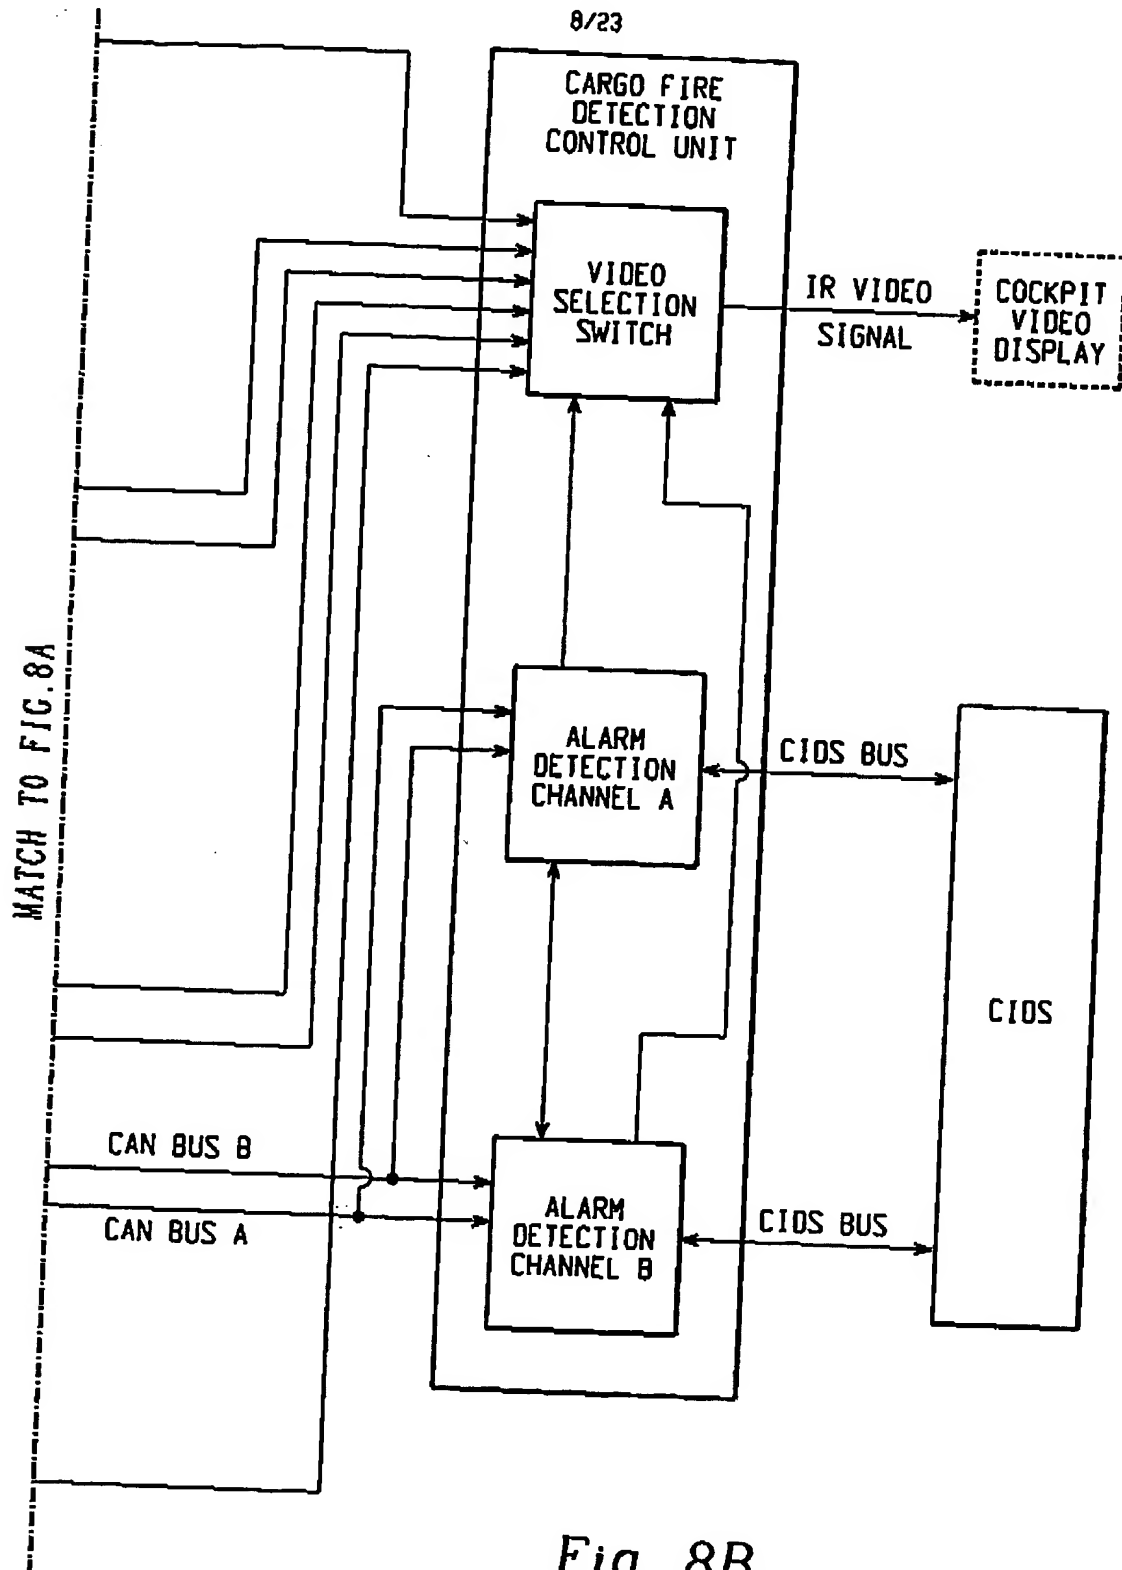 8/23
CARGO FIRE
DETECTION
CONTROL UNIT
VIDEO
SELECTION
SWITCH
IR VIDEO
SIGNAL
COCKPIT
VIDEO
DISPLAY
MATCH TO FIG.8A
ALARM
DETECTION
CHANNEL A
CIDS BUS
CIDS
CAN BUS B
CAN BUS A
ALARM
DETECTION
CHANNEL B
CIDS BUS
Fig. 8B